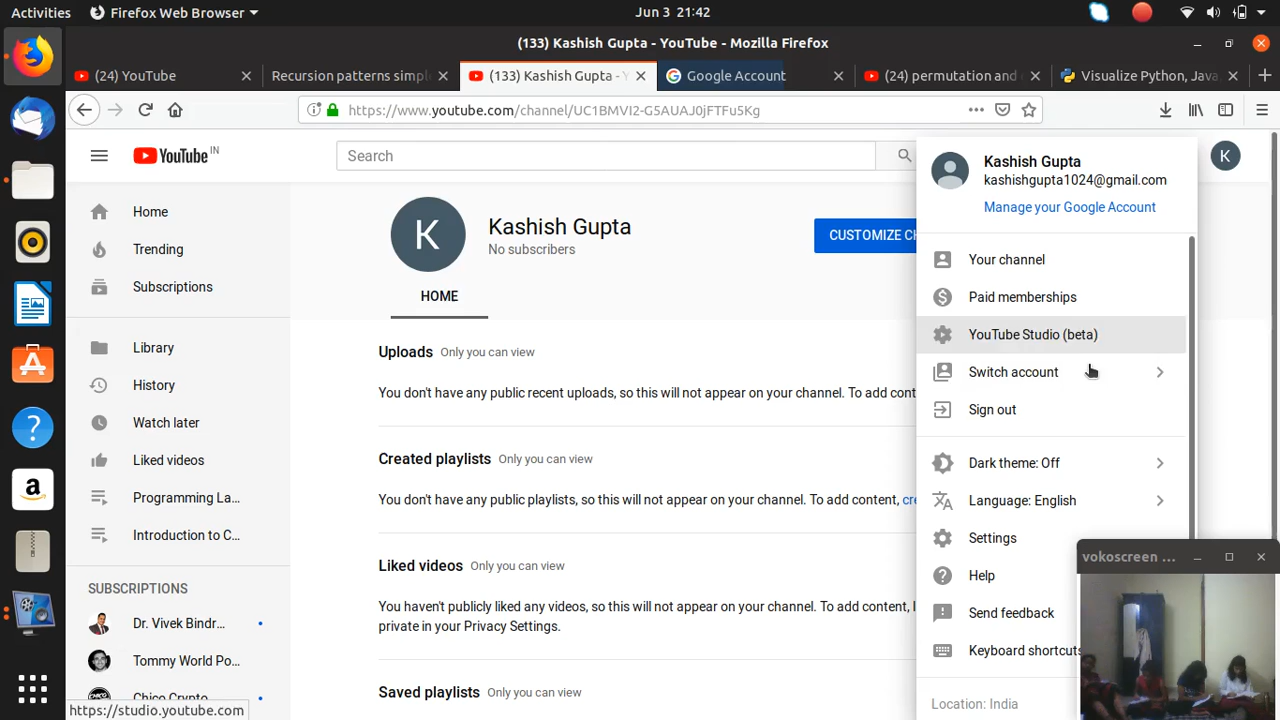 Activities
Firefox Web Browser
Jun 3 21:42
(133) Kashish Gupta - YouTube - Mozilla Firefox
(24) YouTube
Recursion patterns simpl
(133) Kashish Gupta - Y
Google Account
(24) permutation and
Visualize Python, Java,
https://www.youtube.com/channel/UC1BMVI2-G5AUAJ0jFTFu5Kg
YouTube IN
Search
K
Home
Trending
Subscriptions
Library
History
Watch later
Liked videos
Programming La...
Introduction to C...
SUBSCRIPTIONS
Dr. Vivek Bindr...
Tommy World Po...
Chico Crypto
https://studio.youtube.com
K
Kashish Gupta
No subscribers
CUSTOMIZE CH
HOME
Uploads Only you can view
You don't have any public recent uploads, so this will not appear on your channel. To add cont
Created playlists Only you can view
You don't have any public playlists, so this will not appear on your channel. To add content, cre
Liked videos Only you can view
You haven't publicly liked any videos, so this will not appear on your channel. To add content, l
private in your Privacy Settings.
Saved playlists Only you can view
Kashish Gupta
kashishgupta1024@gmail.com
Manage your Google Account
Your channel
Paid memberships
YouTube Studio (beta)
Switch account
Sign out
Dark theme: Off
Language: English
Settings
Help
Send feedback
Keyboard shortcuts
Location: India
vokoscreen ...